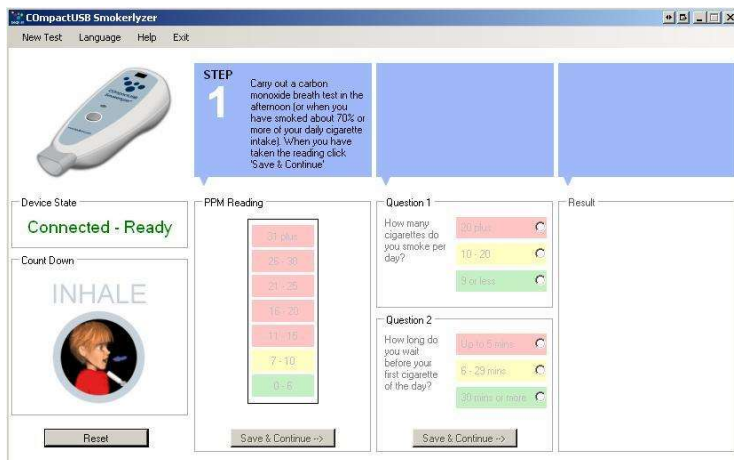 COmpactUSB Smokerlyzer
New Test Language Help Exit
STEP
1
Carry out a carbon
monoxide breath test in the
afternoon (or when you
have smoked about 70% or
more of your daily cigarette
intake). When you have
taken the reading click
'Save & Continue'
Device State
Connected - Ready
Count Down
INHALE
Reset
PPM Reading
31 plus
26 - 30
21 - 25
16 - 20
11 - 15
7 - 10
0 - 6
Save & Continue -->
Question 1
How many
cigarettes do
you smoke per
day?
20 plus
10 - 20
9 or less
Question 2
How long do
you wait
before your
first cigarette
of the day?
Up to 5 mins
6 - 29 mins
30 mins or more
Save & Continue -->
Result